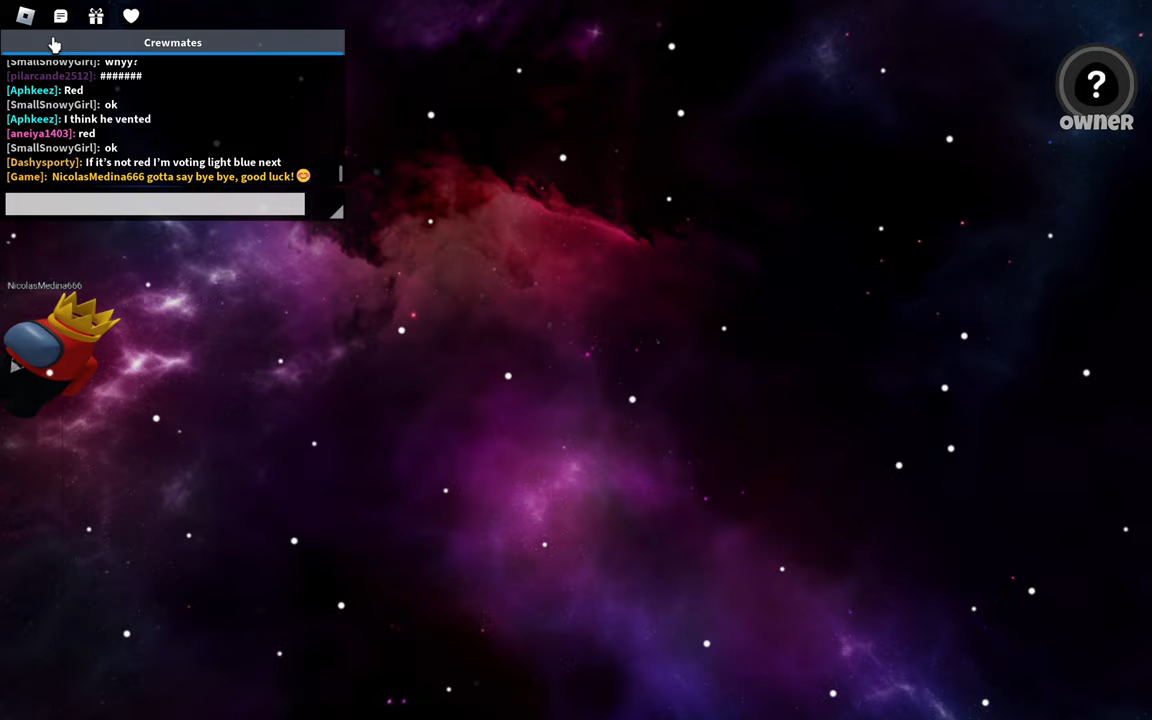 Crewmates
[SmallSnowyGirl]: whyy?
[pilarcande2512]: #######
[Aphkeez]: Red
[SmallSnowyGirl]: ok
[Aphkeez]: I think he vented
[aneiya1403]: red
[SmallSnowyGirl]: ok
[Dashysporty]: If it's not red I'm voting light blue next
[Game]: NicolasMedina666 gotta say bye bye, good luck! 😊
?
OWNER
NicolasMedina666